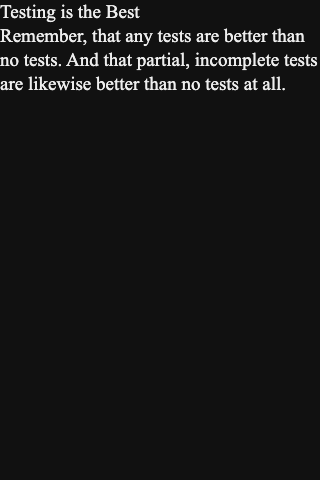 Testing is the Best
Remember, that any tests are better than
no tests. And that partial, incomplete tests
are likewise better than no tests at all.